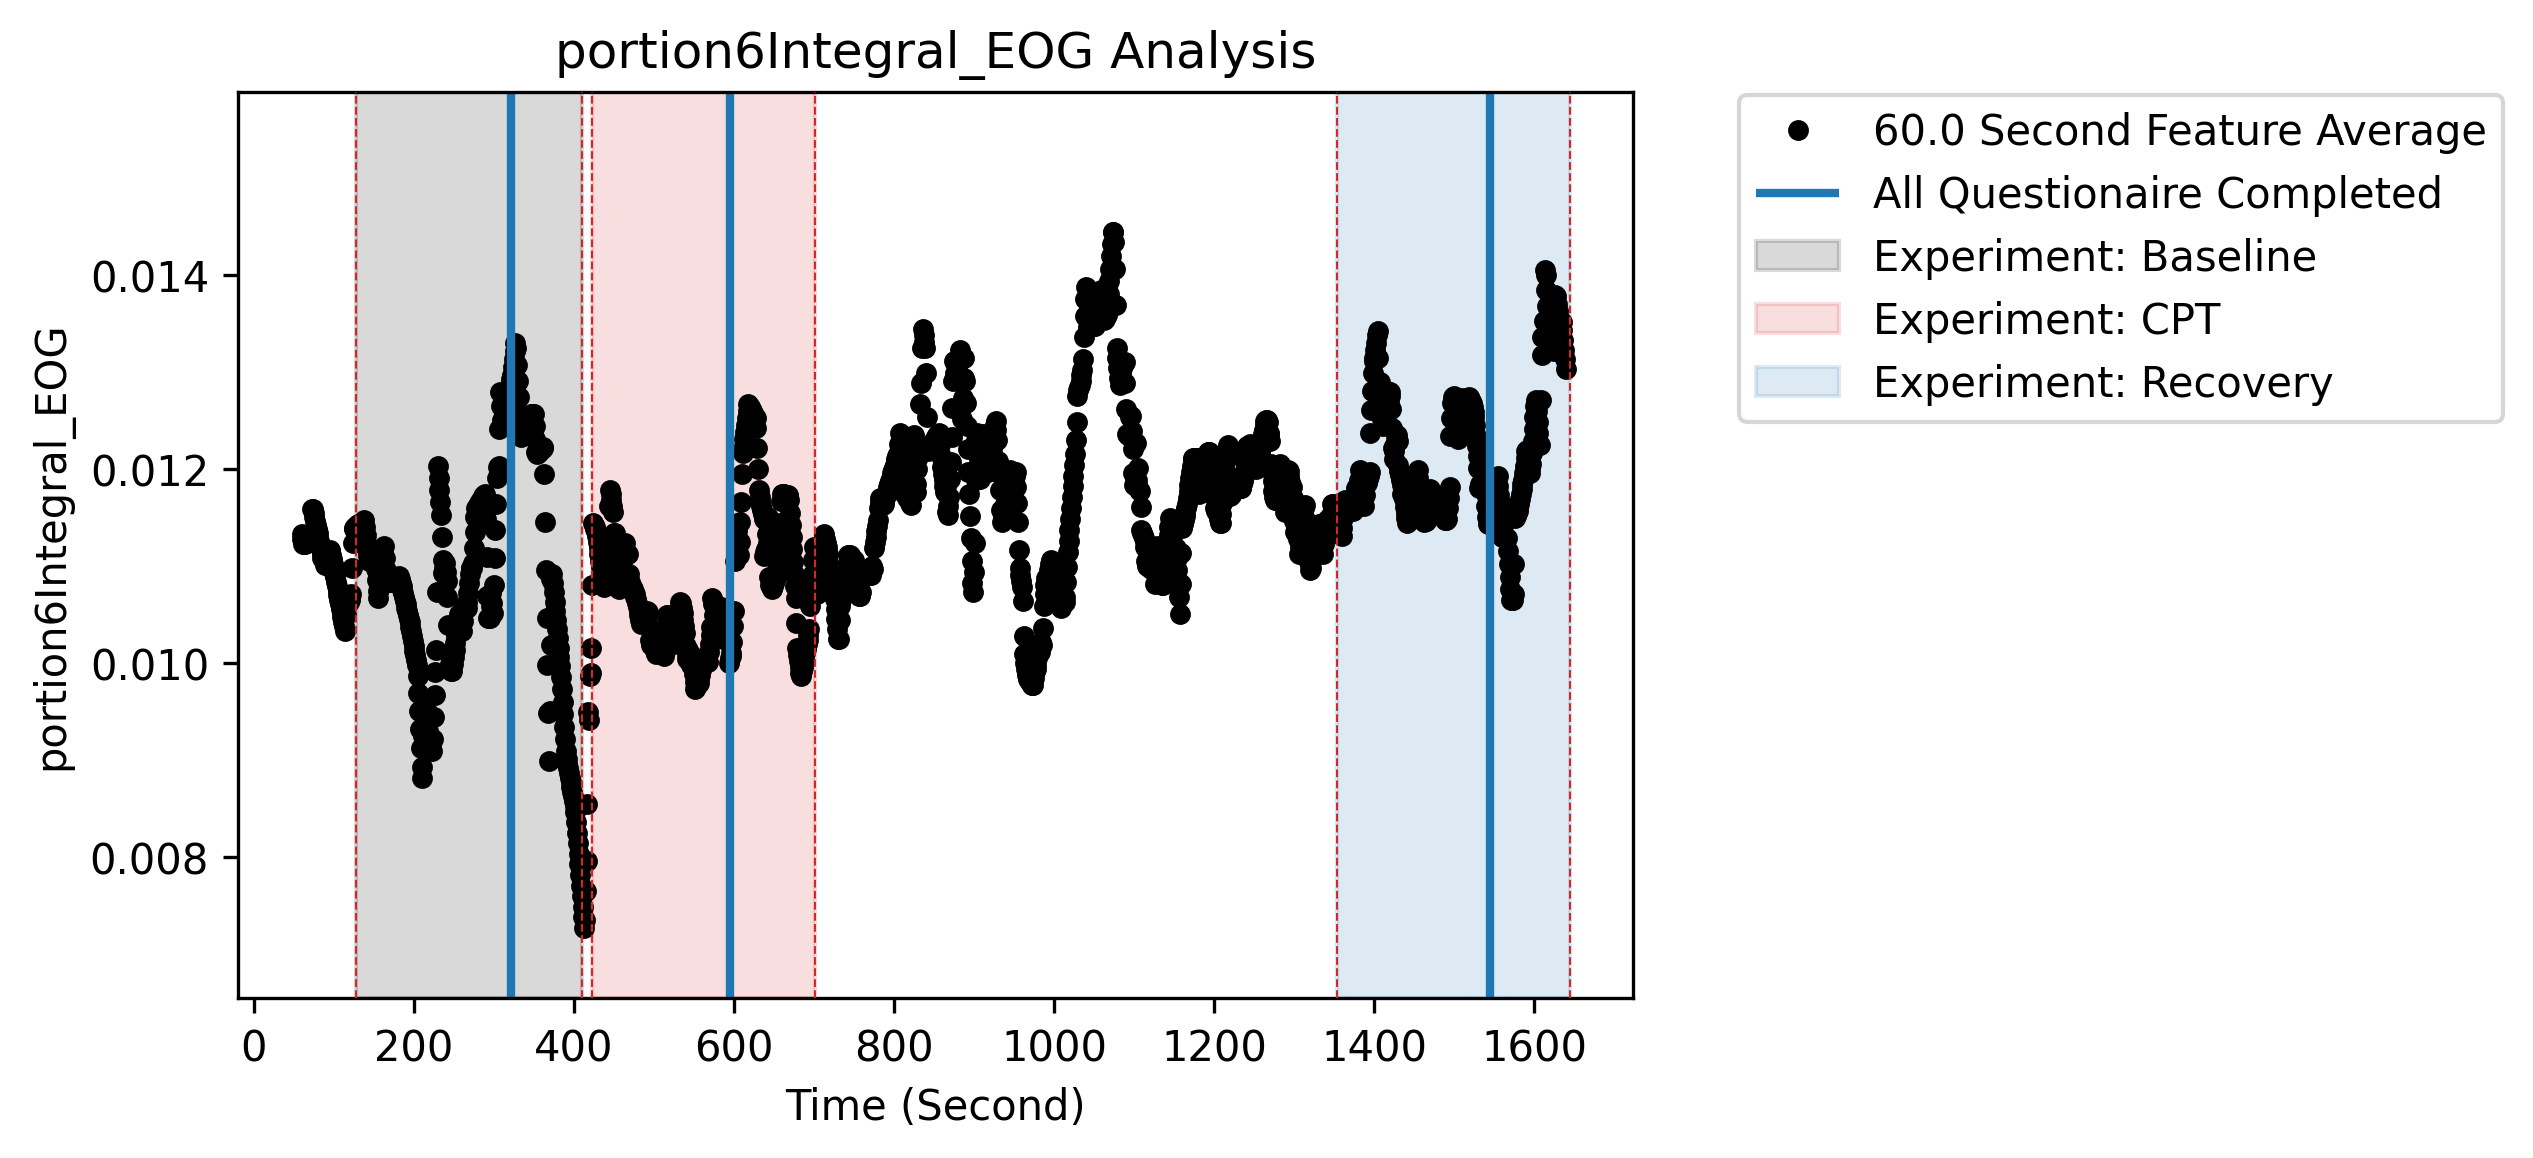 portion6Integral_EOG Analysis
portion6Integral_EOG
0.014
0.012
0.010
0.008
0 200 400 600 800 1000 1200 1400 1600
Time (Second)
60.0 Second Feature Average
All Questionaire Completed
Experiment: Baseline
Experiment: CPT
Experiment: Recovery